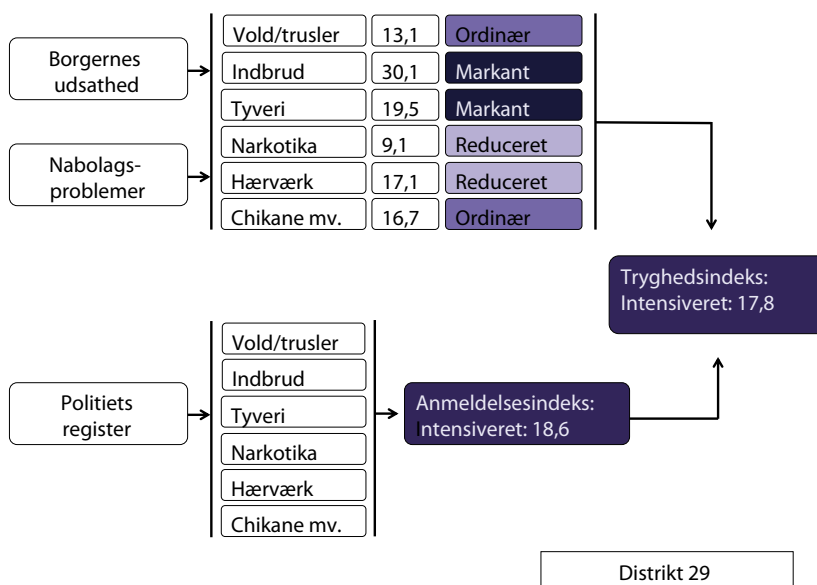 Borgernes
udsathed
Nabolags-
problemer
Vold/trusler 13,1 Ordinær
Indbrud 30,1 Markant
Tyveri 19,5 Markant
Narkotika 9,1 Reduceret
Hærværk 17,1 Reduceret
Chikane mv. 16,7 Ordinær
Tryghedsindeks:
Intensiveret: 17,8
Politiets
register
Vold/trusler
Indbrud
Tyveri
Narkotika
Hærværk
Chikane mv.
Anmeldelsesindeks:
Intensiveret: 18,6
Distrikt 29